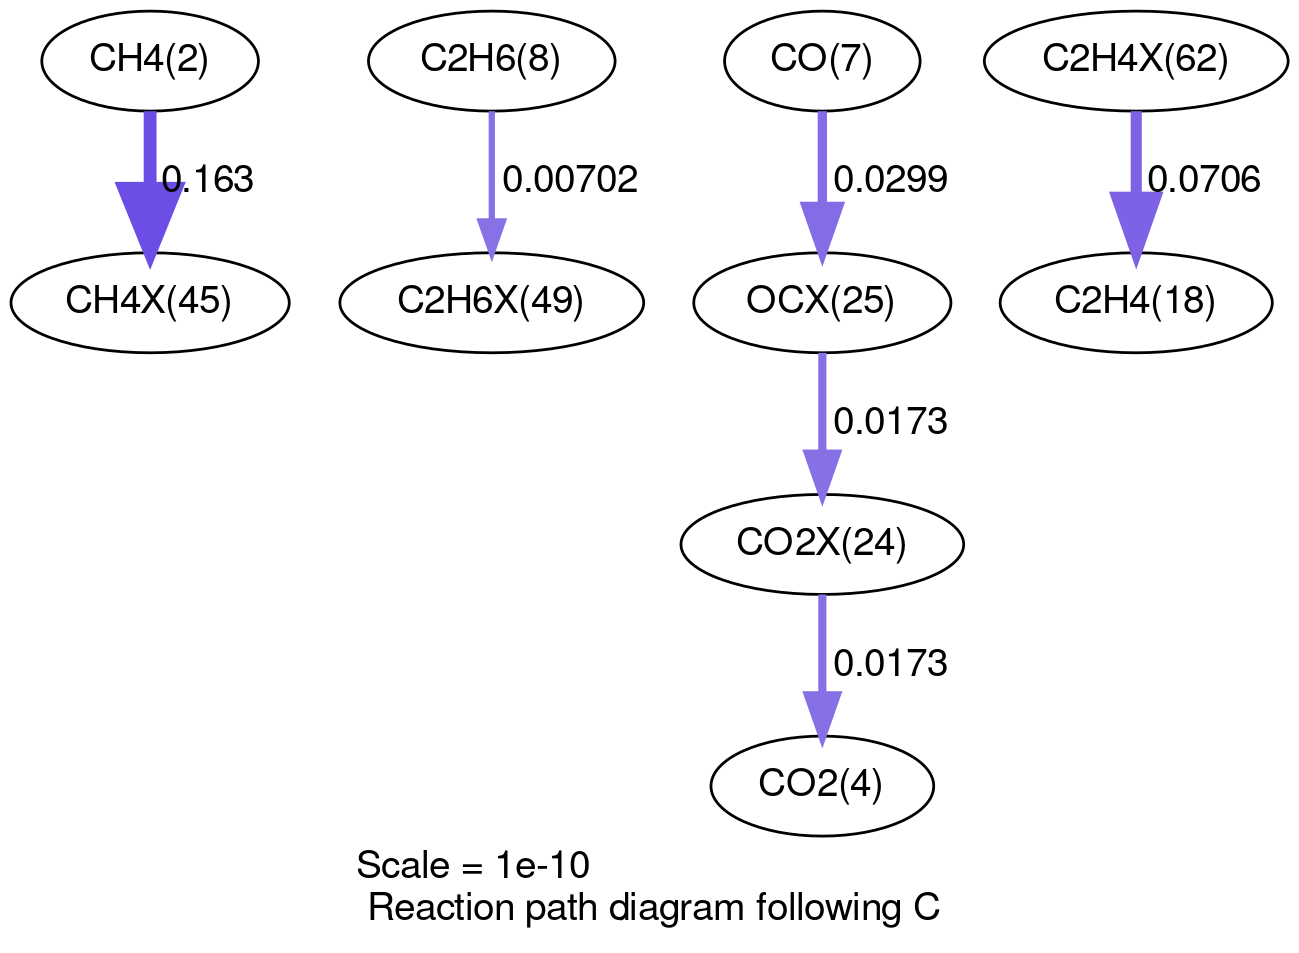 CH4(2)
C2H6(8)
CO(7)
C2H4X(62)
0.163
0.00702
0.0299
0.0706
CH4X(45)
C2H6X(49)
OCX(25)
C2H4(18)
0.0173
CO2X(24)
0.0173
CO2(4)
Scale = 1e-10
Reaction path diagram following C